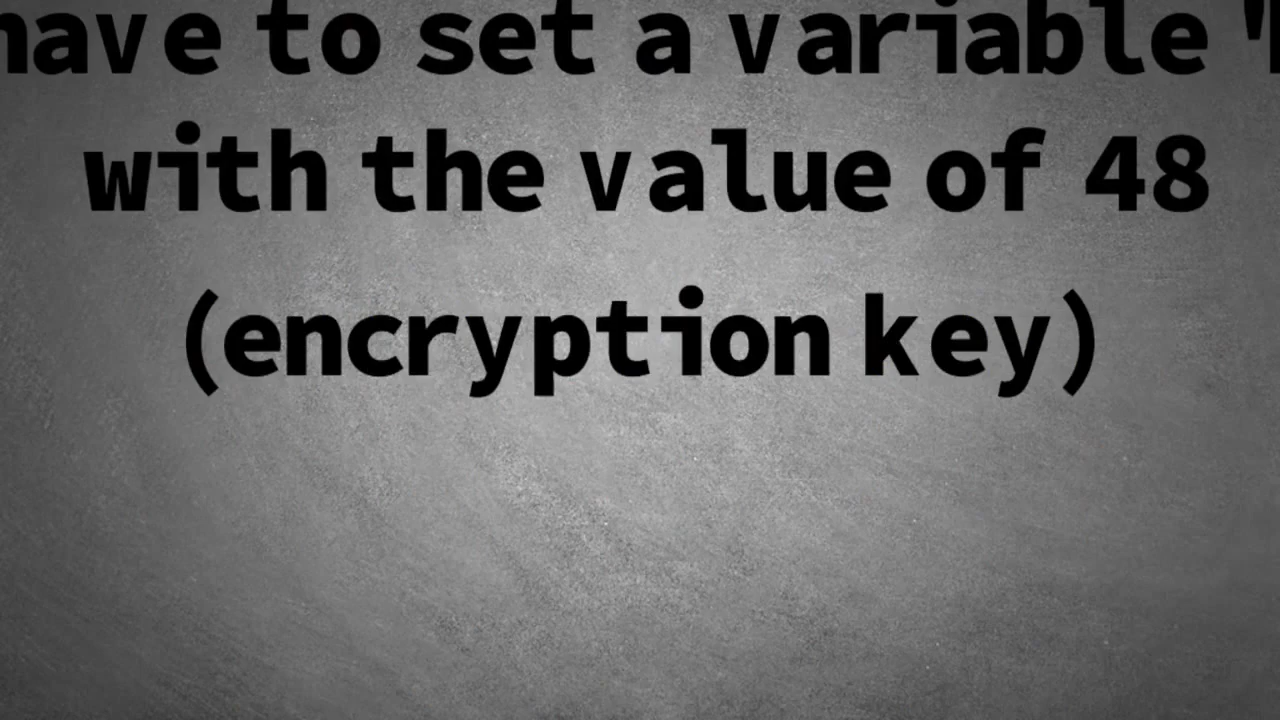 have to set a variable '
with the value of 48
(encryption key)